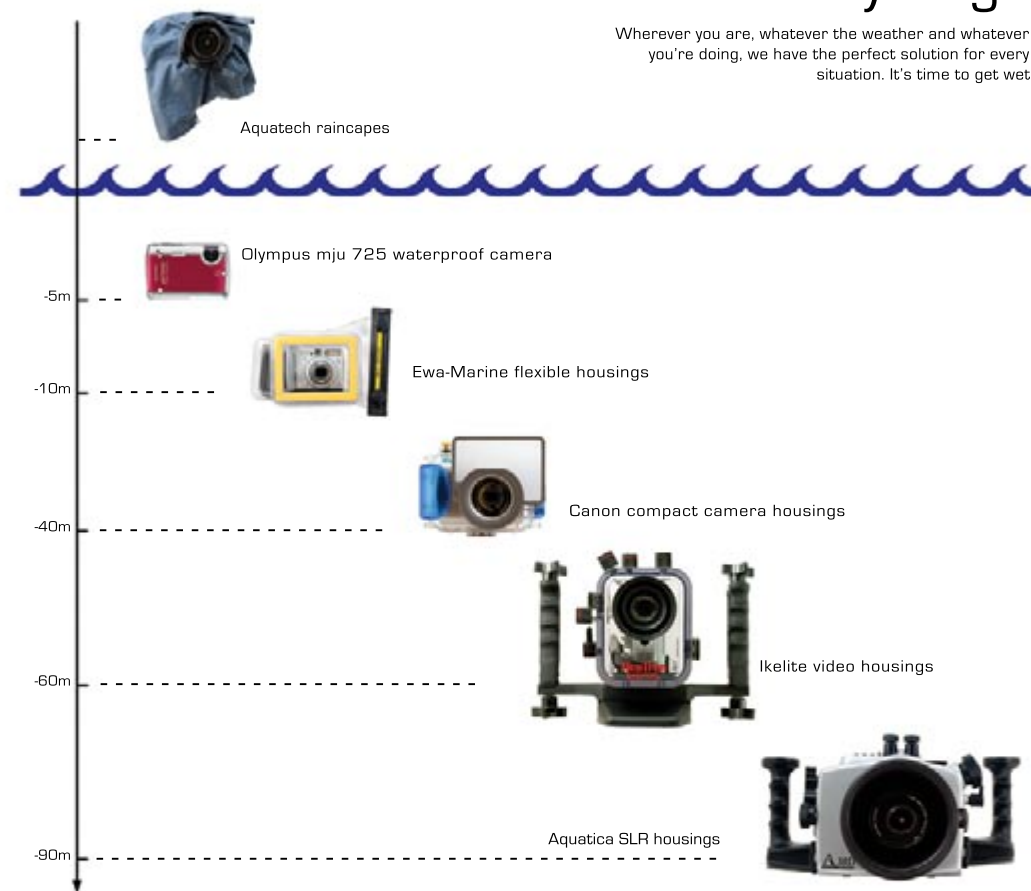 Wherever you are, whatever the weather and whatever
you're doing, we have the perfect solution for every
situation. It's time to get wet
Aquatech raincapes
Olympus mju 725 waterproof camera
-5m
Ewa-Marine flexible housings
-10m
Canon compact camera housings
-40m
Ikelite video housings
-60m
Aquatica SLR housings
-90m